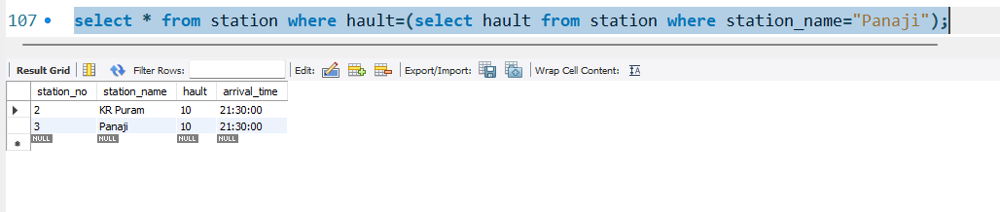 107 select * from station where hault=(select hault from station where station_name="Panaji");
Result Grid Filter Rows: Edit: Export/Import: Wrap Cell Content: IA
station_no station_name hault arrival_time
2 KR Puram 10 21:30:00
3 Panaji 10 21:30:00
NULL NULL NULL NULL